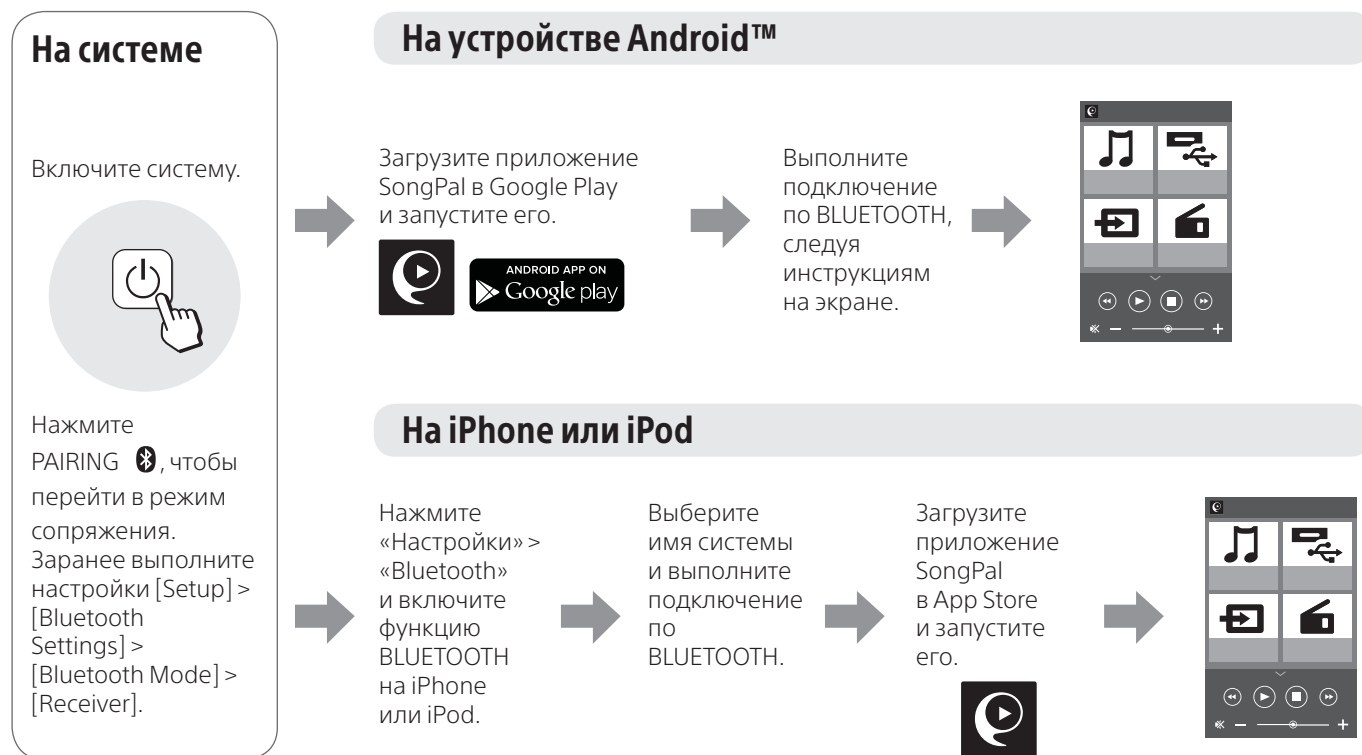 На системе
Включите систему.
Нажмите
PAIRING , чтобы
перейти в режим
сопряжения.
Заранее выполните
настройки [Setup] >
[Bluetooth
Settings] >
[Bluetooth Mode] >
[Receiver].
На устройстве Android™
Загрузите приложение
SongPal в Google Play
и запустите его.
ANDROID APP ON
Google play
Выполните
подключение
по BLUETOOTH,
следуя
инструкциям
на экране.
На iPhone или iPod
Нажмите
«Настройки» >
«Bluetooth»
и включите
функцию
BLUETOOTH
на iPhone
или iPod.
Выберите
имя системы
и выполните
подключение
по
BLUETOOTH.
Загрузите
приложение
SongPal
в App Store
и запустите
его.